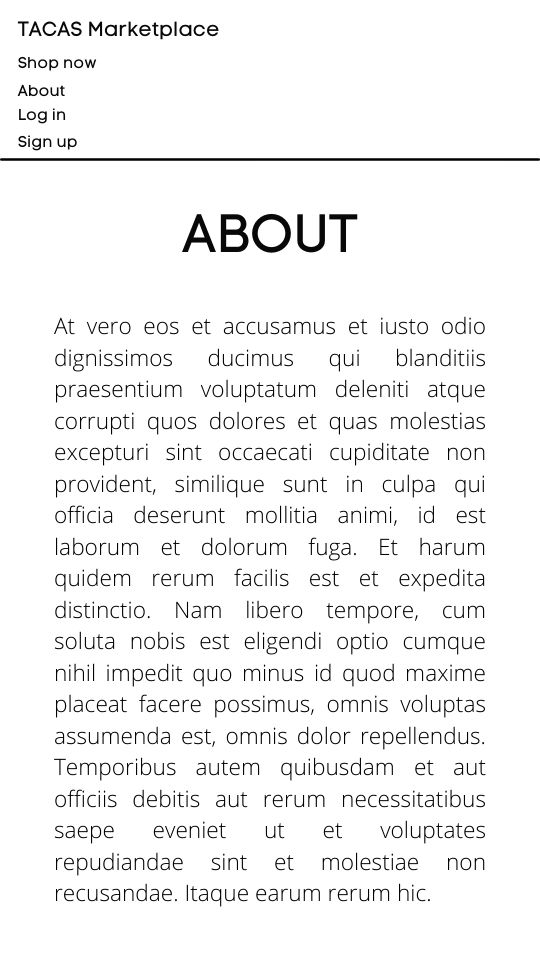 TACAS Marketplace
Shop now
About
Log in
Sign up
ABOUT
At vero eos et accusamus et iusto odio
dignissimos ducimus qui blanditiis
praesentium voluptatum deleniti atque
corrupti quos dolores et quas molestias
excepturi sint occaecati cupiditate non
provident, similique sunt in culpa qui
officia deserunt mollitia animi, id est
laborum et dolorum fuga. Et harum
quidem rerum facilis est et expedita
distinctio. Nam libero tempore, cum
soluta nobis est eligendi optio cumque
nihil impedit quo minus id quod maxime
placeat facere possimus, omnis voluptas
assumenda est, omnis dolor repellendus.
Temporibus autem quibusdam et aut
officiis debitis aut rerum necessitatibus
saepe eveniet ut et voluptates
repudiandae sint et molestiae non
recusandae. Itaque earum rerum hic.